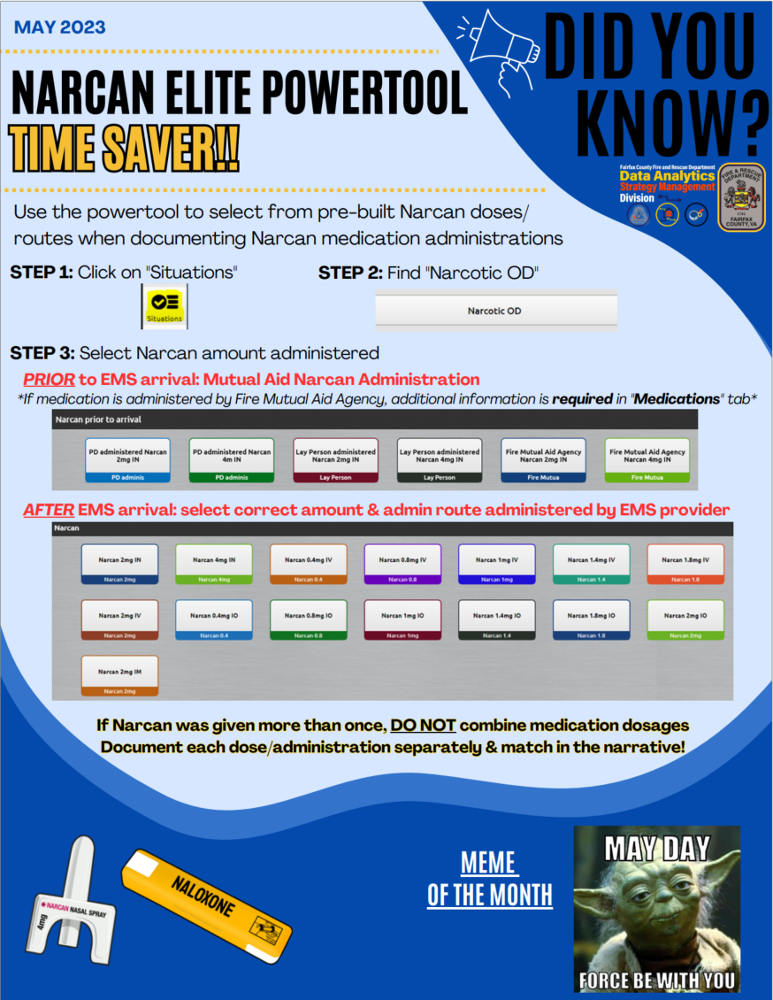 MAY 2023
DID YOU
KNOW?
NARCAN ELITE POWERTOOL
TIME SAVER!!
Fairfax County Fire and Rescue Department
Data Analytics
Strategy Management
Division
FIRE & RESCUE
DEPARTMENT
1742
FAIRFAX
COUNTY, VA
Use the powertool to select from pre-built Narcan doses/
routes when documenting Narcan medication administrations
STEP 1: Click on "Situations"
Situations
STEP 2: Find "Narcotic OD"
Narcotic OD
STEP 3: Select Narcan amount administered
PRIOR to EMS arrival: Mutual Aid Narcan Administration
*If medication is administered by Fire Mutual Aid Agency, additional information is required in "Medications" tab*
Narcan prior to arrival
PD administered Narcan
2mg IN
PD adminis
PD administered Narcan
4m IN
PD adminis
Lay Person administered
Narcan 2mg IN
Lay Person
Lay Person administered
Narcan 4mg IN
Lay Person
Fire Mutual Aid Agency
Narcan 2mg IN
Fire Mutua
Fire Mutual Aid Agency
Narcan 4mg IN
Fire Mutua
AFTER EMS arrival: select correct amount & admin route administered by EMS provider
Narcan
Narcan 2mg IN
Narcan 2mg
Narcan 4mg IN
Narcan 4mg
Narcan 0.4mg IV
Narcan 0.4
Narcan 0.8mg IV
Narcan 0.8
Narcan 1mg IV
Narcan 1mg
Narcan 1.4mg IV
Narcan 1.4
Narcan 1.8mg IV
Narcan 1.8
Narcan 2mg IV
Narcan 2mg
Narcan 0.4mg IO
Narcan 0.4
Narcan 0.8mg IO
Narcan 0.8
Narcan 1mg IO
Narcan 1mg
Narcan 1.4mg IO
Narcan 1.4
Narcan 1.8mg IO
Narcan 1.8
Narcan 2mg IO
Narcan 2mg
Narcan 2mg IM
Narcan 2mg
If Narcan was given more than once, DO NOT combine medication dosages
Document each dose/administration separately & match in the narrative!
NARCAN NASAL SPRAY
4mg
NALOXONE
MEME
OF THE MONTH
MAY DAY
FORCE BE WITH YOU